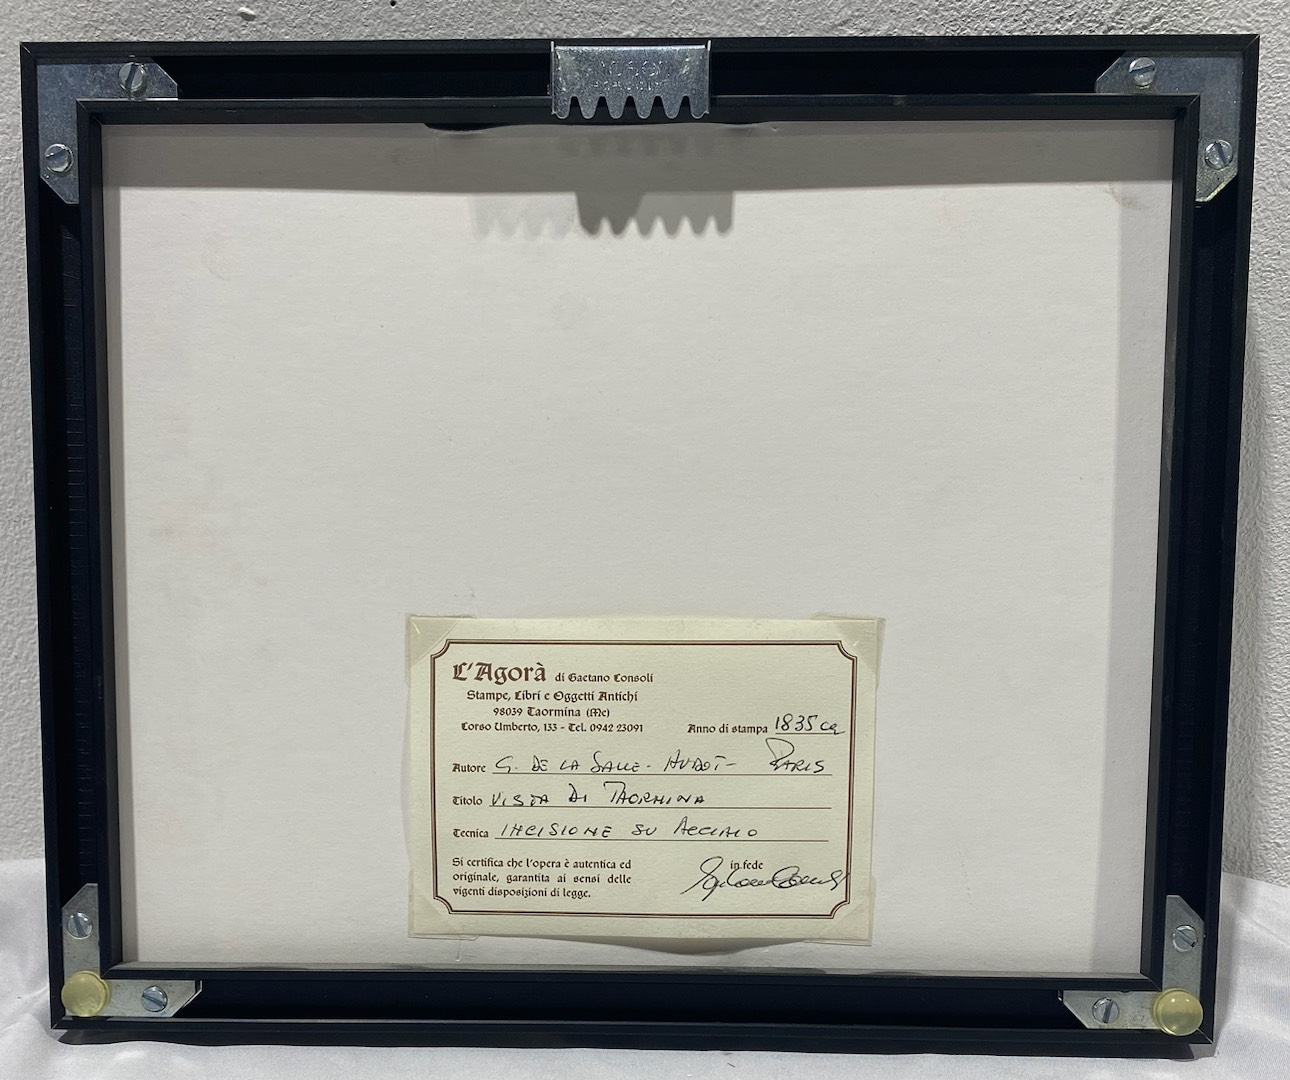 L'Agorà di Gaetano Consoli
Stampe, Libri e Oggetti Antichi
98039 Taormina (Me)
Corso Umberto, 133 - Tel. 0942 23091
Anno di stampa 1835 ca
Autore G. DE LA SALLE - AUDOT - PARIS
Titolo VISTA DI TAORMINA
Tecnica INCISIONE SU ACCIAIO
Si certifica che l'opera è autentica ed
originale, garantita ai sensi delle
vigenti disposizioni di legge.
in fede